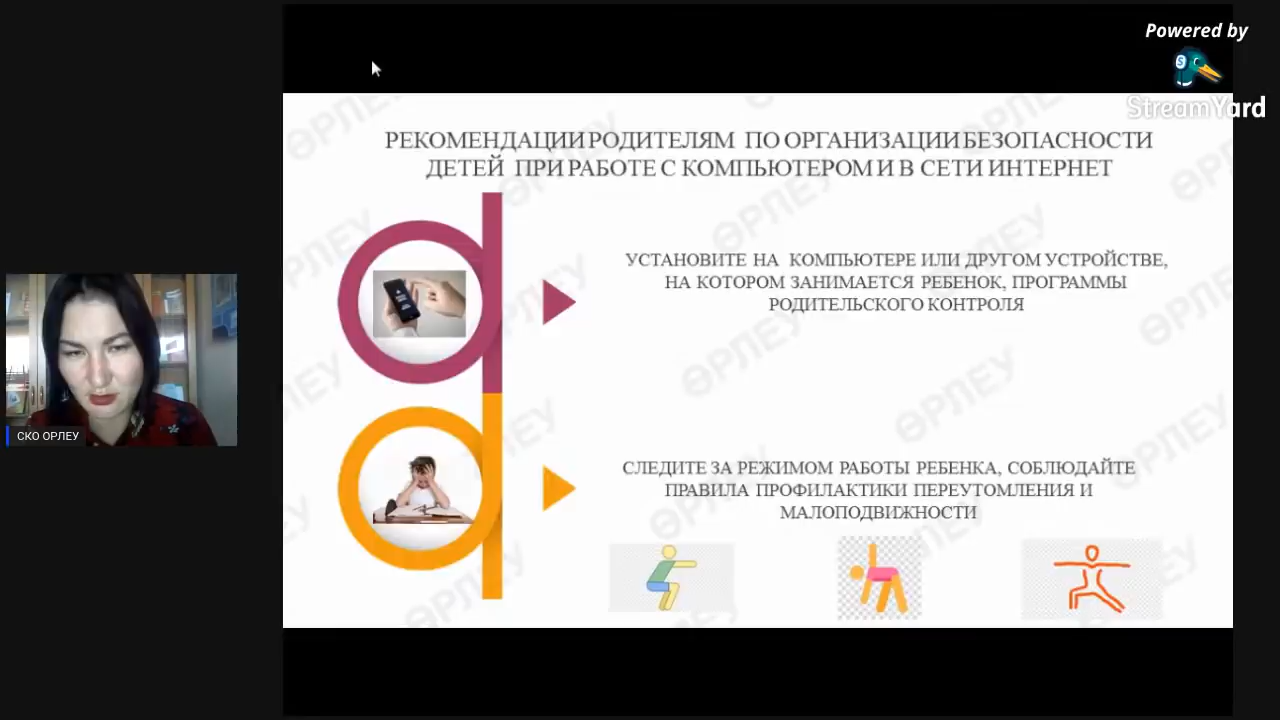 Powered by
StreamYard
РЕКОМЕНДАЦИИ РОДИТЕЛЯМ ПО ОРГАНИЗАЦИИ БЕЗОПАСНОСТИ
ДЕТЕЙ ПРИ РАБОТЕ С КОМПЬЮТЕРОМ И В СЕТИ ИНТЕРНЕТ
УСТАНОВИТЕ НА КОМПЬЮТЕРЕ ИЛИ ДРУГОМ УСТРОЙСТВЕ,
НА КОТОРОМ ЗАНИМАЕТСЯ РЕБЕНОК, ПРОГРАММЫ
РОДИТЕЛЬСКОГО КОНТРОЛЯ
СКО ОРЛЕУ
СЛЕДИТЕ ЗА РЕЖИМОМ РАБОТЫ РЕБЕНКА, СОБЛЮДАЙТЕ
ПРАВИЛА ПРОФИЛАКТИКИ ПЕРЕУТОМЛЕНИЯ И
МАЛОПОДВИЖНОСТИ
ӨРЛЕУ